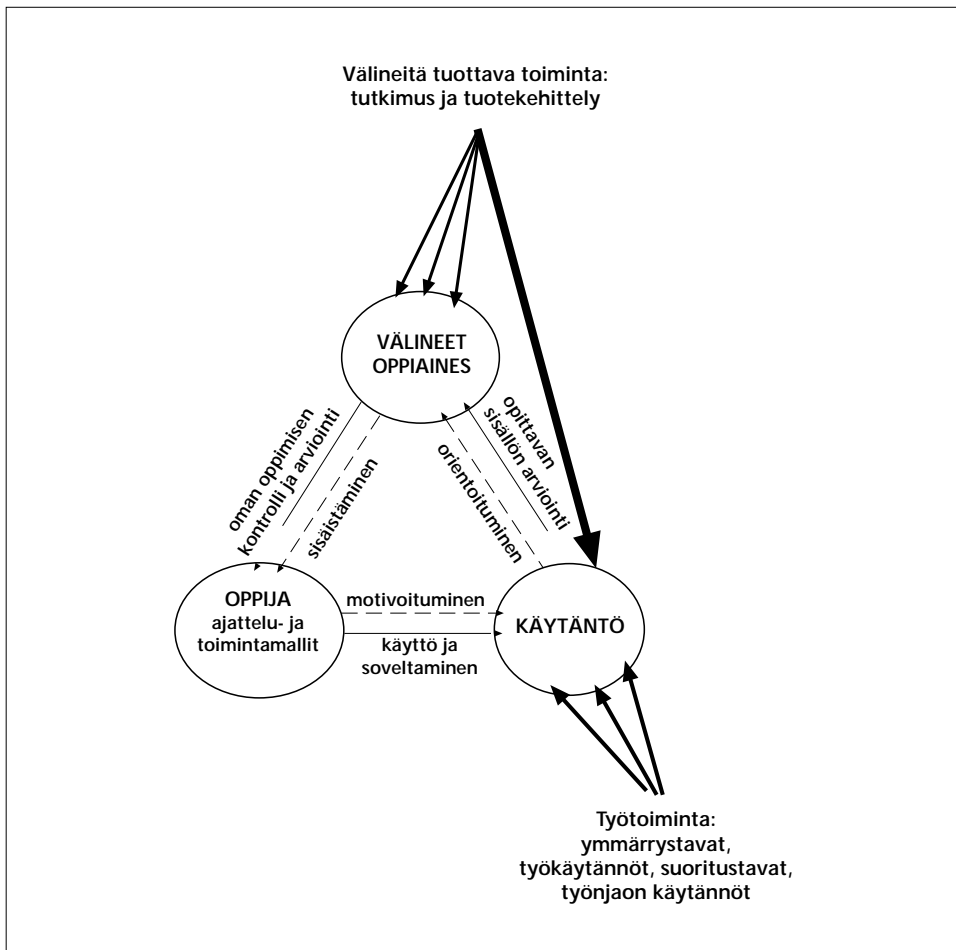 Välineitä tuottava toiminta:
tutkimus ja tuotekehittely
VÄLINEET
OPPIAINES
oman oppimisen
kontrolli ja arviointi
sisäistäminen
orientoituminen
opittavan
sisällön arviointi
OPPIJA
ajattelu- ja
toimintamallit
motivoituminen
käyttö ja
soveltaminen
KÄYTÄNTÖ
Työtoiminta:
ymmärrystavat,
työkäytännöt, suoritustavat,
työnjaon käytännöt